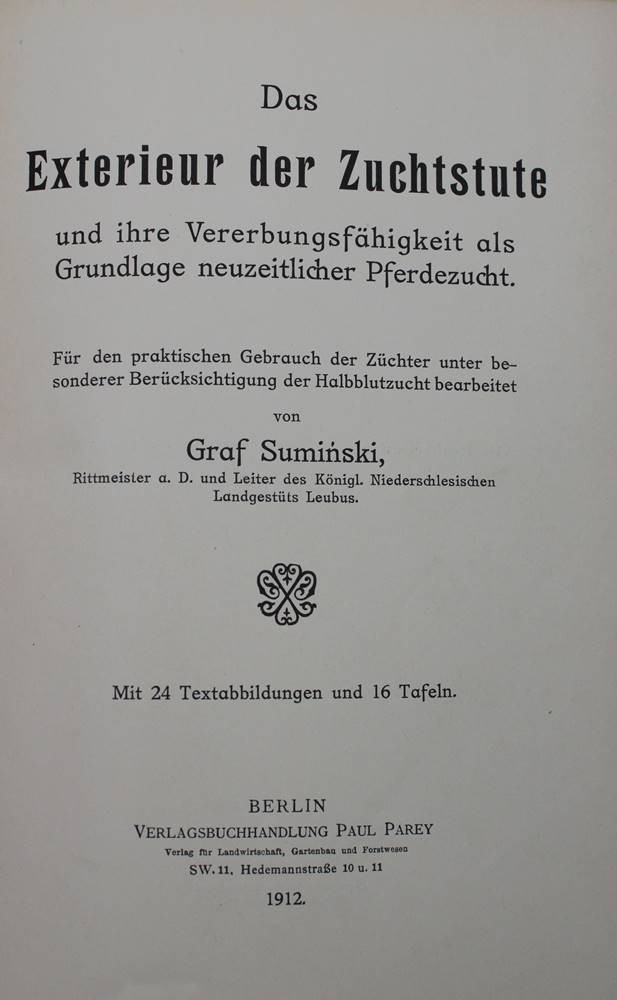 Das
Exterieur der Zuchtstute
und ihre Vererbungsfähigkeit als
Grundlage neuzeitlicher Pferdezucht.
Für den praktischen Gebrauch der Züchter unter be-
sonderer Berücksichtigung der Halbblutzucht bearbeitet
von
Graf Sumiński,
Rittmeister a. D. und Leiter des Königl. Niederschlesischen
Landgestüts Leubus.
Mit 24 Textabbildungen und 16 Tafeln.
BERLIN
VERLAGSBUCHHANDLUNG PAUL PAREY
Verlag für Landwirtschaft, Gartenbau und Forstwesen
SW. 11, Hedemannstraße 10 u. 11
1912.